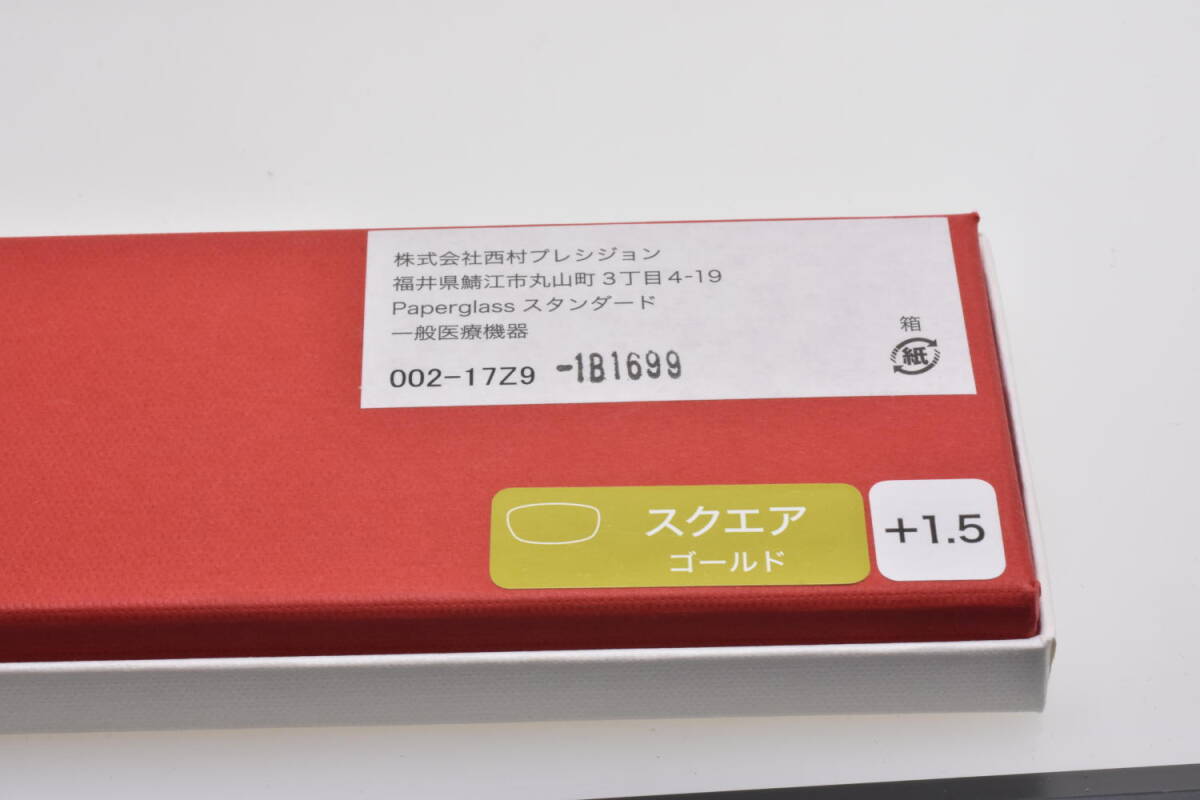 株式会社西村プレシジョン
福井県鯖江市丸山町3丁目4-19
Paperglass スタンダード
一般医療機器
002-17Z9 -1B1699
箱
紙
スクエア
ゴールド
+1.5